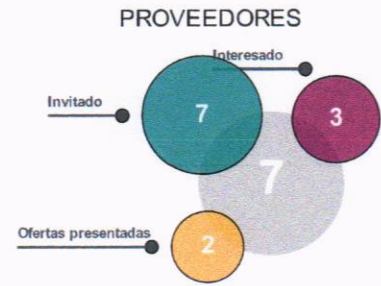 PROVEEDORES
Interesado
Invitado
7
3
7
Ofertas presentadas
2